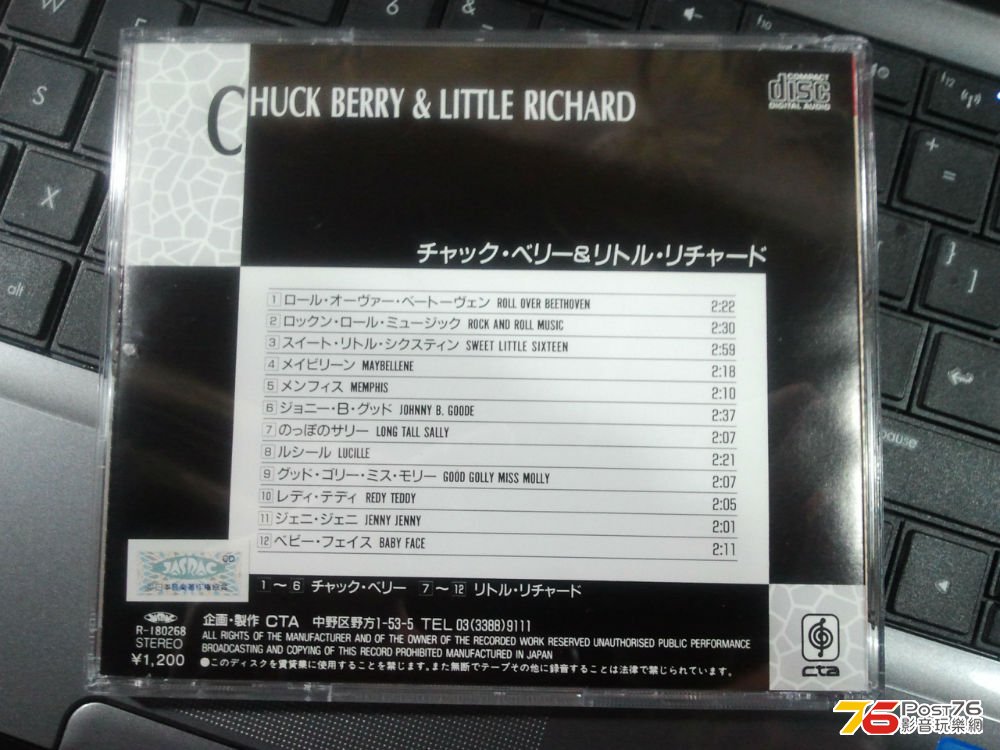 CHUCK BERRY & LITTLE RICHARD
COMPACT
disc
DIGITAL AUDIO
チャック・ベリー&リトル・リチャード
1 ロール・オーヴァー・ベートーヴェン ROLL OVER BEETHOVEN 2:22
2 ロックン・ロール・ミュージック ROCK AND ROLL MUSIC 2:30
3 スイート・リトル・シクスティン SWEET LITTLE SIXTEEN 2:59
4 メイビリーン MAYBELLENE 2:18
5 メンフィス MEMPHIS 2:10
6 ジョニー・B・グッド JOHNNY B. GOODE 2:37
7 のっぽのサリー LONG TALL SALLY 2:07
8 ルシール LUCILLE 2:21
9 グッド・ゴリー・ミス・モリー GOOD GOLLY MISS MOLLY 2:07
10 レディ・テディ REDY TEDDY 2:05
11 ジェニ・ジェニ JENNY JENNY 2:01
12 ベビー・フェイス BABY FACE 2:11
JASRAC
1〜6 チャック・ベリー 7〜12 リトル・リチャード
R-180268
STEREO
¥1,200
企画・製作 CTA 中野区野方1-53-5 TEL 03(3388)9111
ALL RIGHTS OF THE MANUFACTURER AND OF THE OWNER OF THE RECORDED WORK RESERVED UNAUTHORISED PUBLIC PERFORMANCE
BROADCASTING AND COPYING OF THIS RECORD PROHIBITED MANUFACTURED IN JAPAN
●このディスクを賃貸業に使用することを禁じます。また無断でテープその他に録音することは法律で禁じられています。
cta
S
X
alt
6
&
f10
f12
+
=
}
]
pause
76 Post76
影音玩樂網